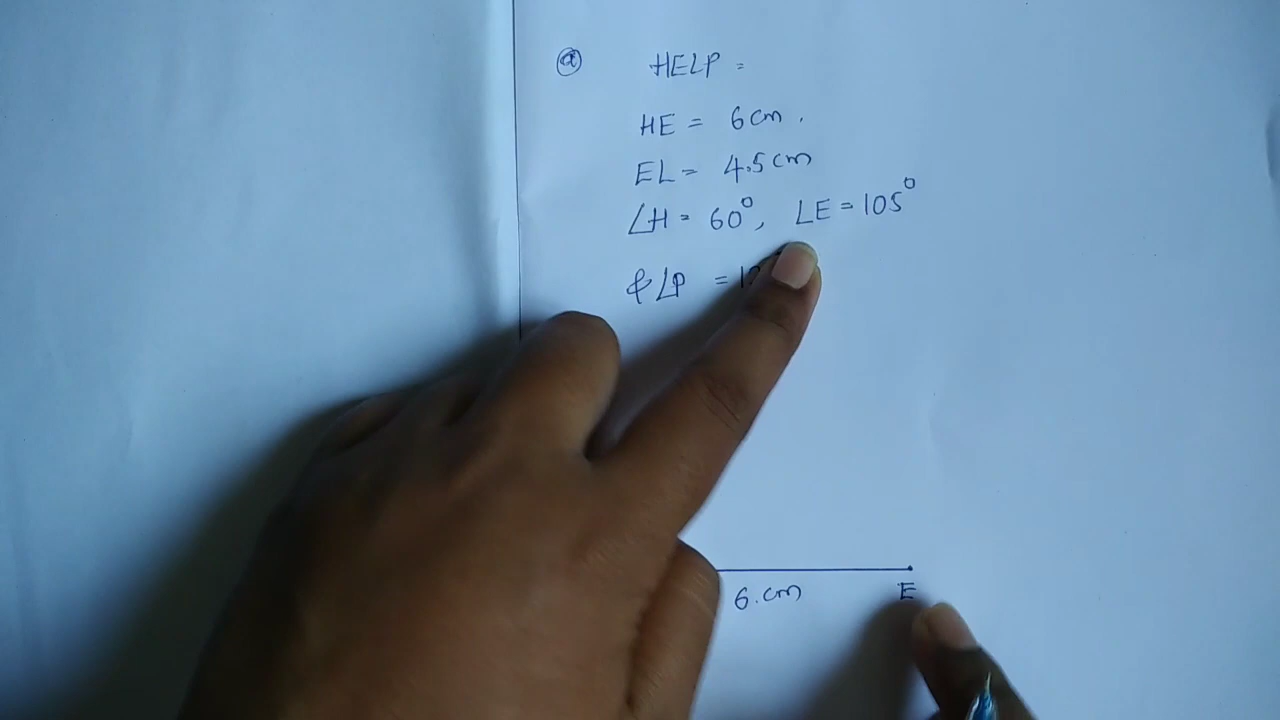 (a) HELP =
HE = 6cm.
EL = 4.5cm
∠H = 60°, ∠E = 105°
& ∠P =
6.cm
E